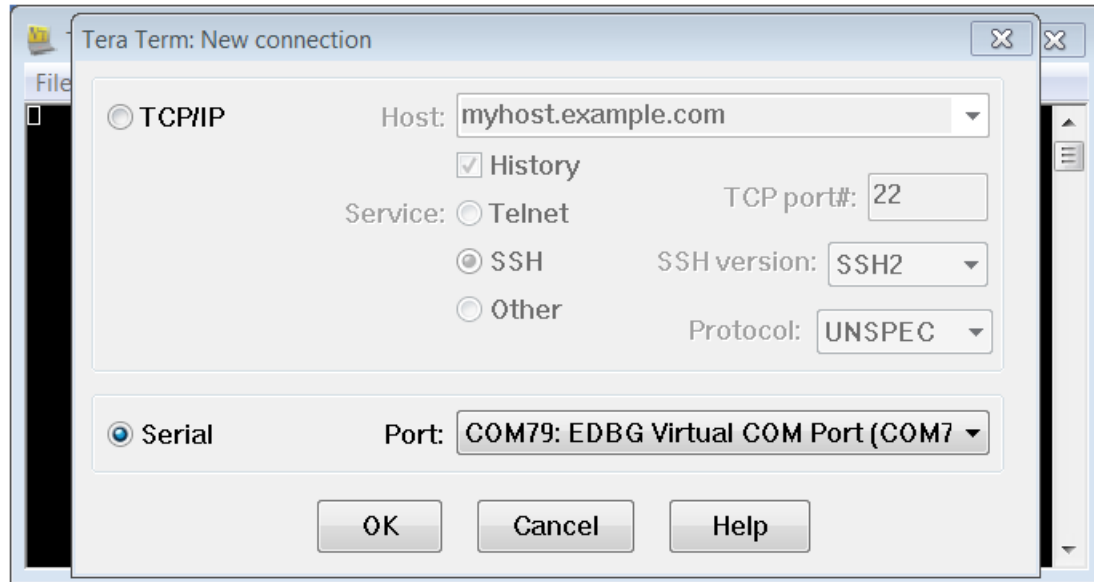 Tera Term: New connection
File
TCP/IP
Host: myhost.example.com
History
TCP port#: 22
Service: Telnet
SSH
SSH version: SSH2
Other
Protocol: UNSPEC
Serial
Port: COM79: EDBG Virtual COM Port (COM7
OK Cancel Help